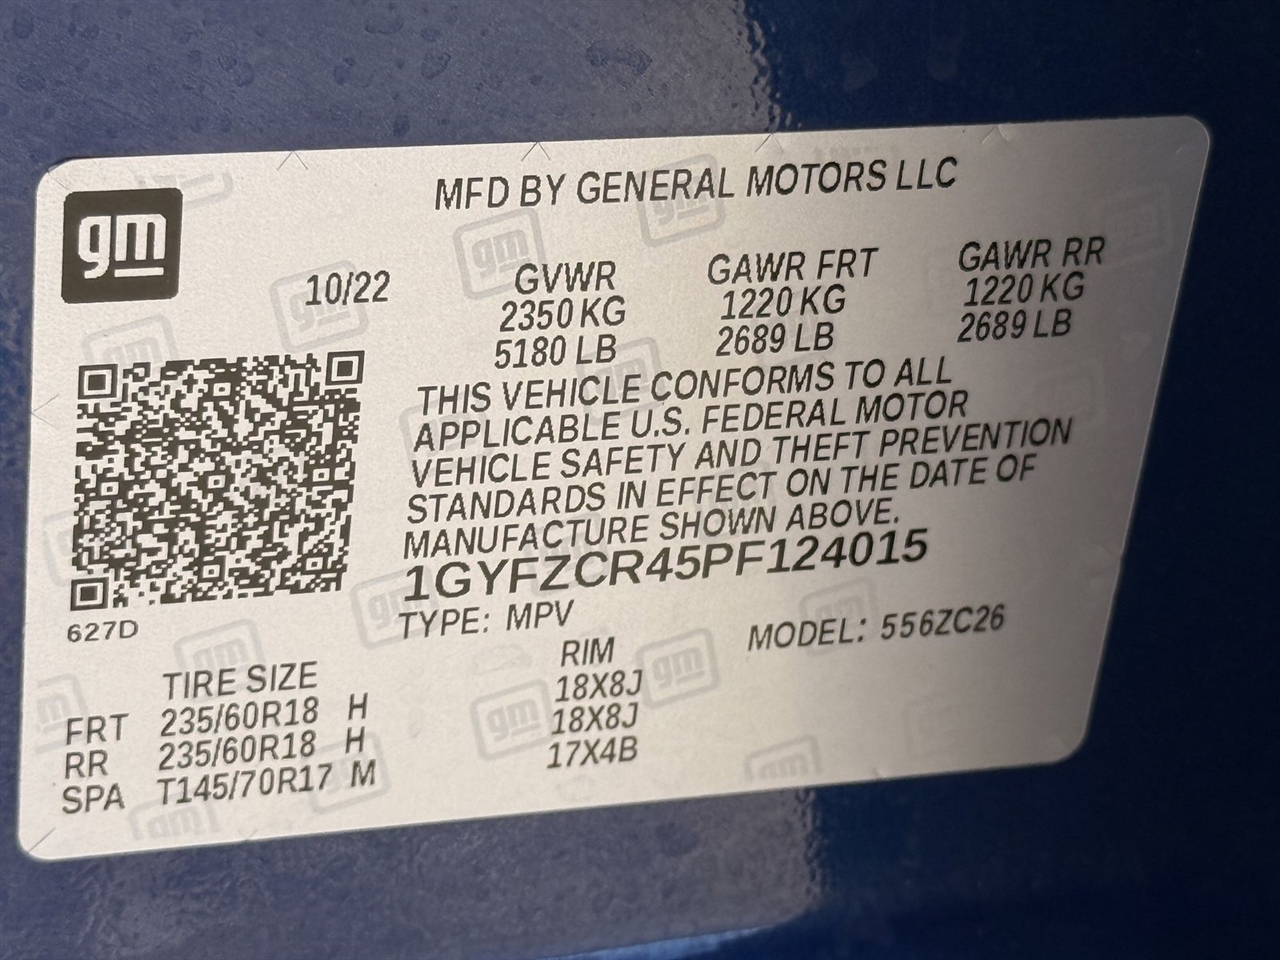 gm
MFD BY GENERAL MOTORS LLC
10/22 GVWR GAWR FRT GAWR RR
2350 KG 1220 KG 1220 KG
5180 LB 2689 LB 2689 LB
THIS VEHICLE CONFORMS TO ALL
APPLICABLE U.S. FEDERAL MOTOR
VEHICLE SAFETY AND THEFT PREVENTION
STANDARDS IN EFFECT ON THE DATE OF
MANUFACTURE SHOWN ABOVE.
1GYFZCR45PF124015
627D
TYPE: MPV MODEL: 556ZC26
TIRE SIZE RIM
FRT 235/60R18 H 18X8J
RR 235/60R18 H 18X8J
SPA T145/70R17 M 17X4B